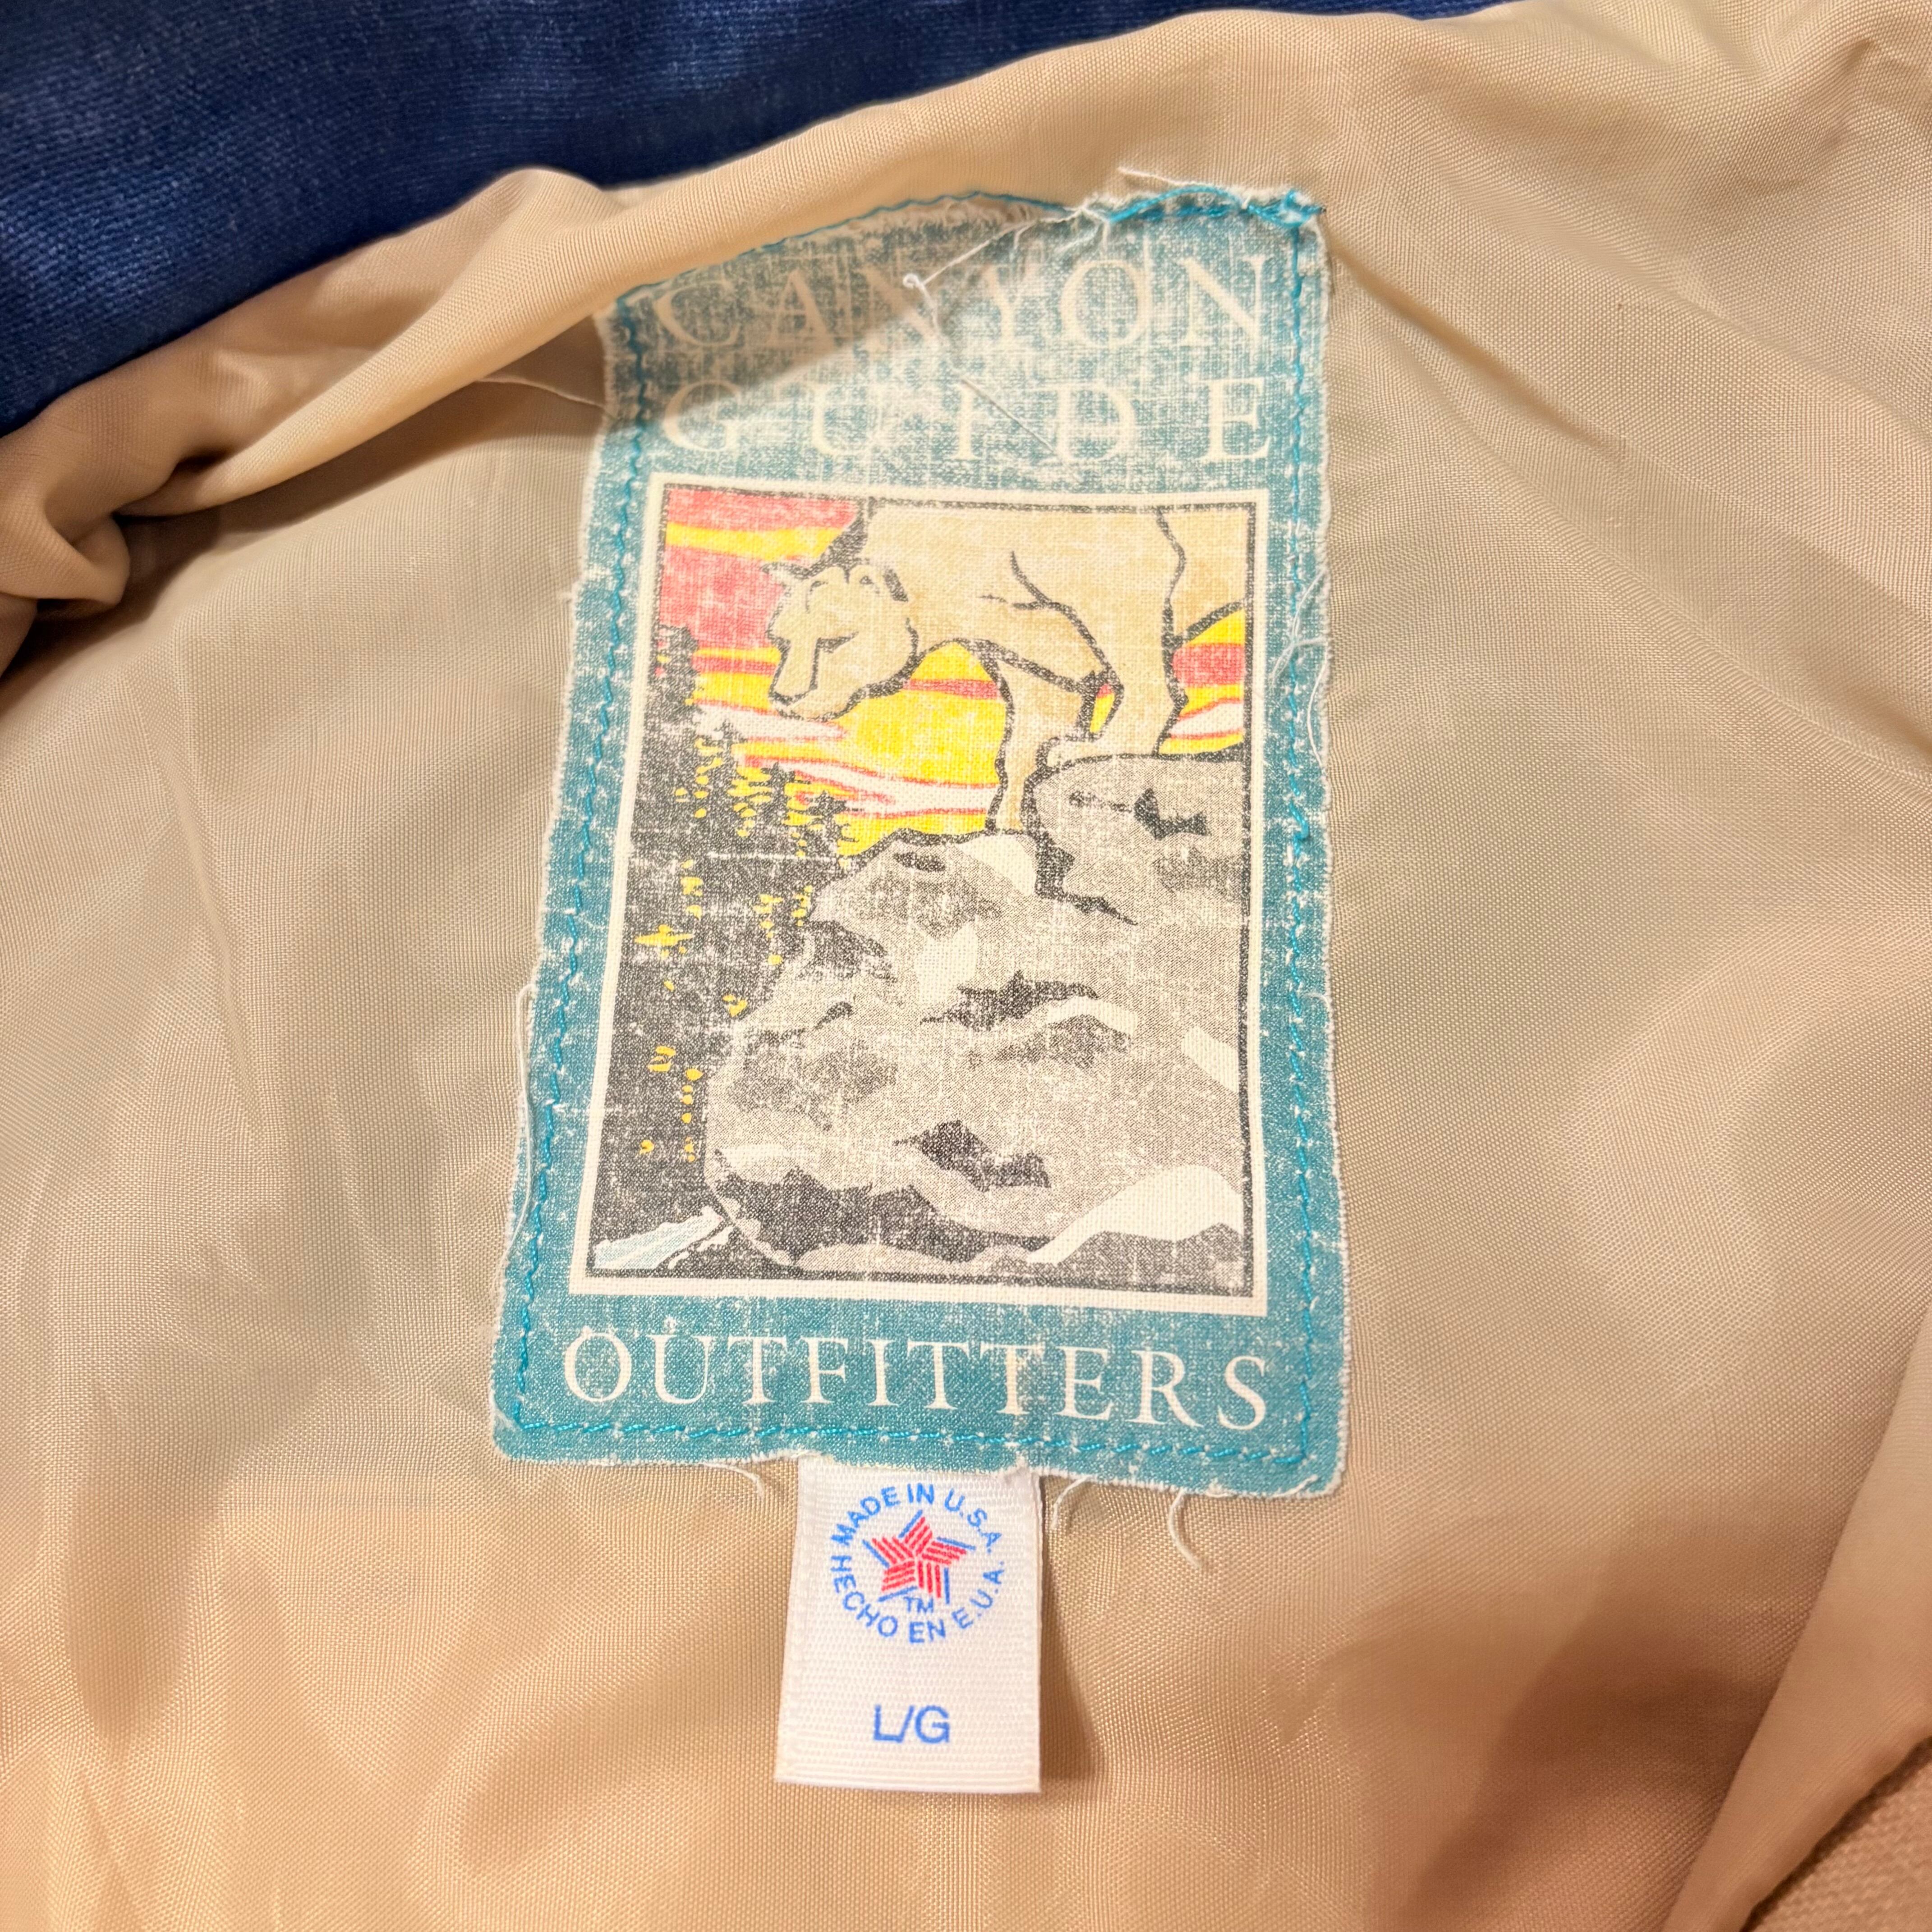 CANYON
GUIDE
OUTFITTERS
MADE IN U.S.A.
HECHO EN E.U.A.
TM
L/G